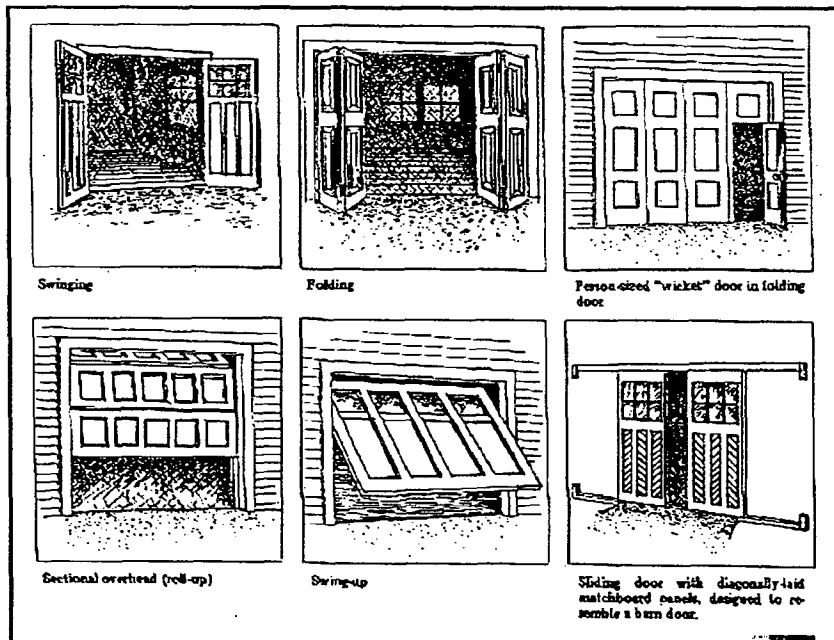 Swinging
Folding
Person-sized "wicket" door in folding
door
Sectional overhead (roll-up)
Swing-up
Sliding door with diagonally-laid
matchboard panels, designed to re-
semble a barn door.